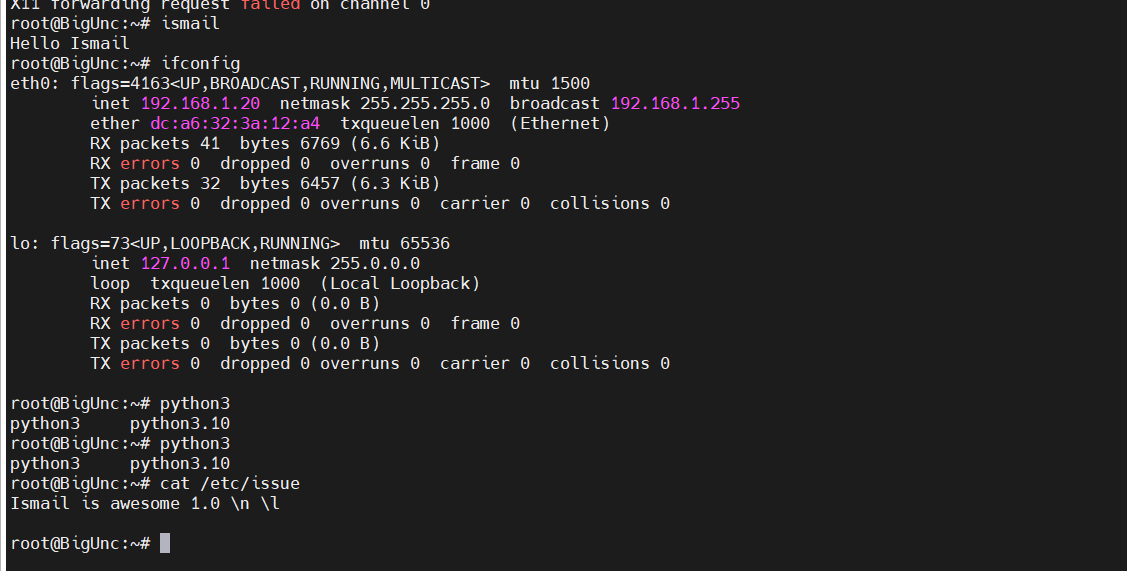 X11 forwarding request failed on channel 0
root@BigUnc:~# ismail
Hello Ismail
root@BigUnc:~# ifconfig
eth0: flags=4163<UP,BROADCAST,RUNNING,MULTICAST>  mtu 1500
        inet 192.168.1.20  netmask 255.255.255.0  broadcast 192.168.1.255
        ether dc:a6:32:3a:12:a4  txqueuelen 1000  (Ethernet)
        RX packets 41  bytes 6769 (6.6 KiB)
        RX errors 0  dropped 0  overruns 0  frame 0
        TX packets 32  bytes 6457 (6.3 KiB)
        TX errors 0  dropped 0 overruns 0  carrier 0  collisions 0

lo: flags=73<UP,LOOPBACK,RUNNING>  mtu 65536
        inet 127.0.0.1  netmask 255.0.0.0
        loop  txqueuelen 1000  (Local Loopback)
        RX packets 0  bytes 0 (0.0 B)
        RX errors 0  dropped 0  overruns 0  frame 0
        TX packets 0  bytes 0 (0.0 B)
        TX errors 0  dropped 0 overruns 0  carrier 0  collisions 0

root@BigUnc:~# python3
python3     python3.10
root@BigUnc:~# python3
python3     python3.10
root@BigUnc:~# cat /etc/issue
Ismail is awesome 1.0 \n \l

root@BigUnc:~#